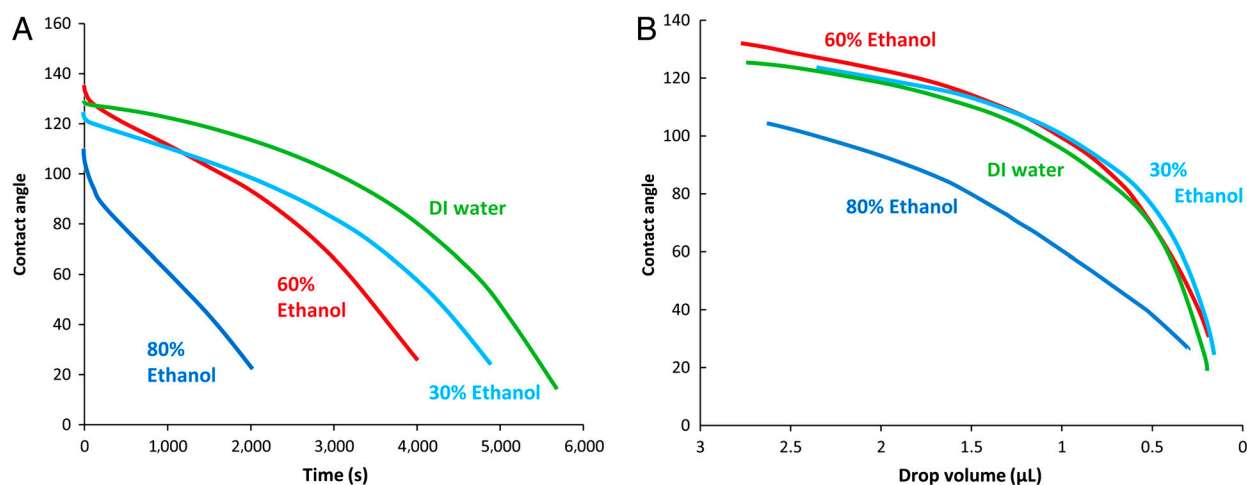 A
160
140
120
100
80
60
40
20
0
Contact angle
0
1,000
2,000
3,000
4,000
5,000
6,000
Time (s)
DI water
60%
Ethanol
80%
Ethanol
30% Ethanol
B
140
120
100
80
60
40
20
0
Contact angle
3
2.5
2
1.5
1
0.5
0
Drop volume (µL)
60% Ethanol
DI water
30%
Ethanol
80% Ethanol